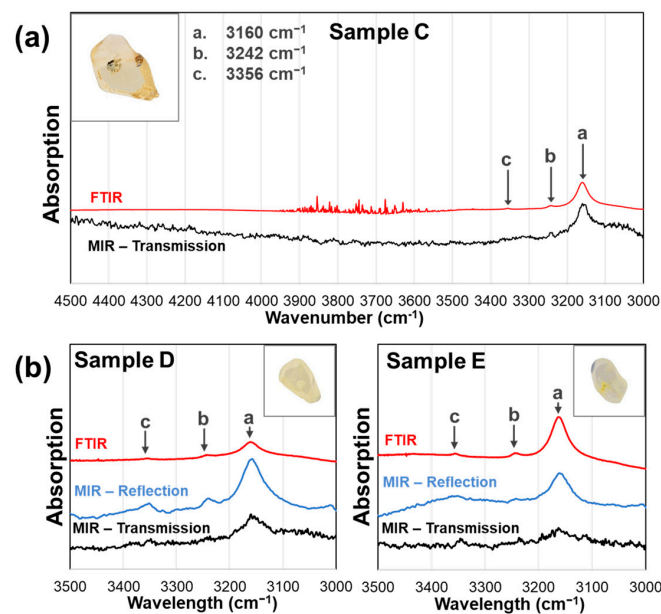 (a)
Sample C
a. 3160 cm⁻¹
b. 3242 cm⁻¹
c. 3356 cm⁻¹
Absorption
c b a
FTIR
MIR – Transmission
4500 4400 4300 4200 4100 4000 3900 3800 3700 3600 3500 3400 3300 3200 3100 3000
Wavenumber (cm⁻¹)
(b)
Sample D
Absorption
c b a
FTIR
MIR – Reflection
MIR – Transmission
3500 3400 3300 3200 3100 3000
Wavelength (cm⁻¹)
Sample E
Absorption
c b a
FTIR
MIR – Reflection
MIR – Transmission
3500 3400 3300 3200 3100 3000
Wavelength (cm⁻¹)